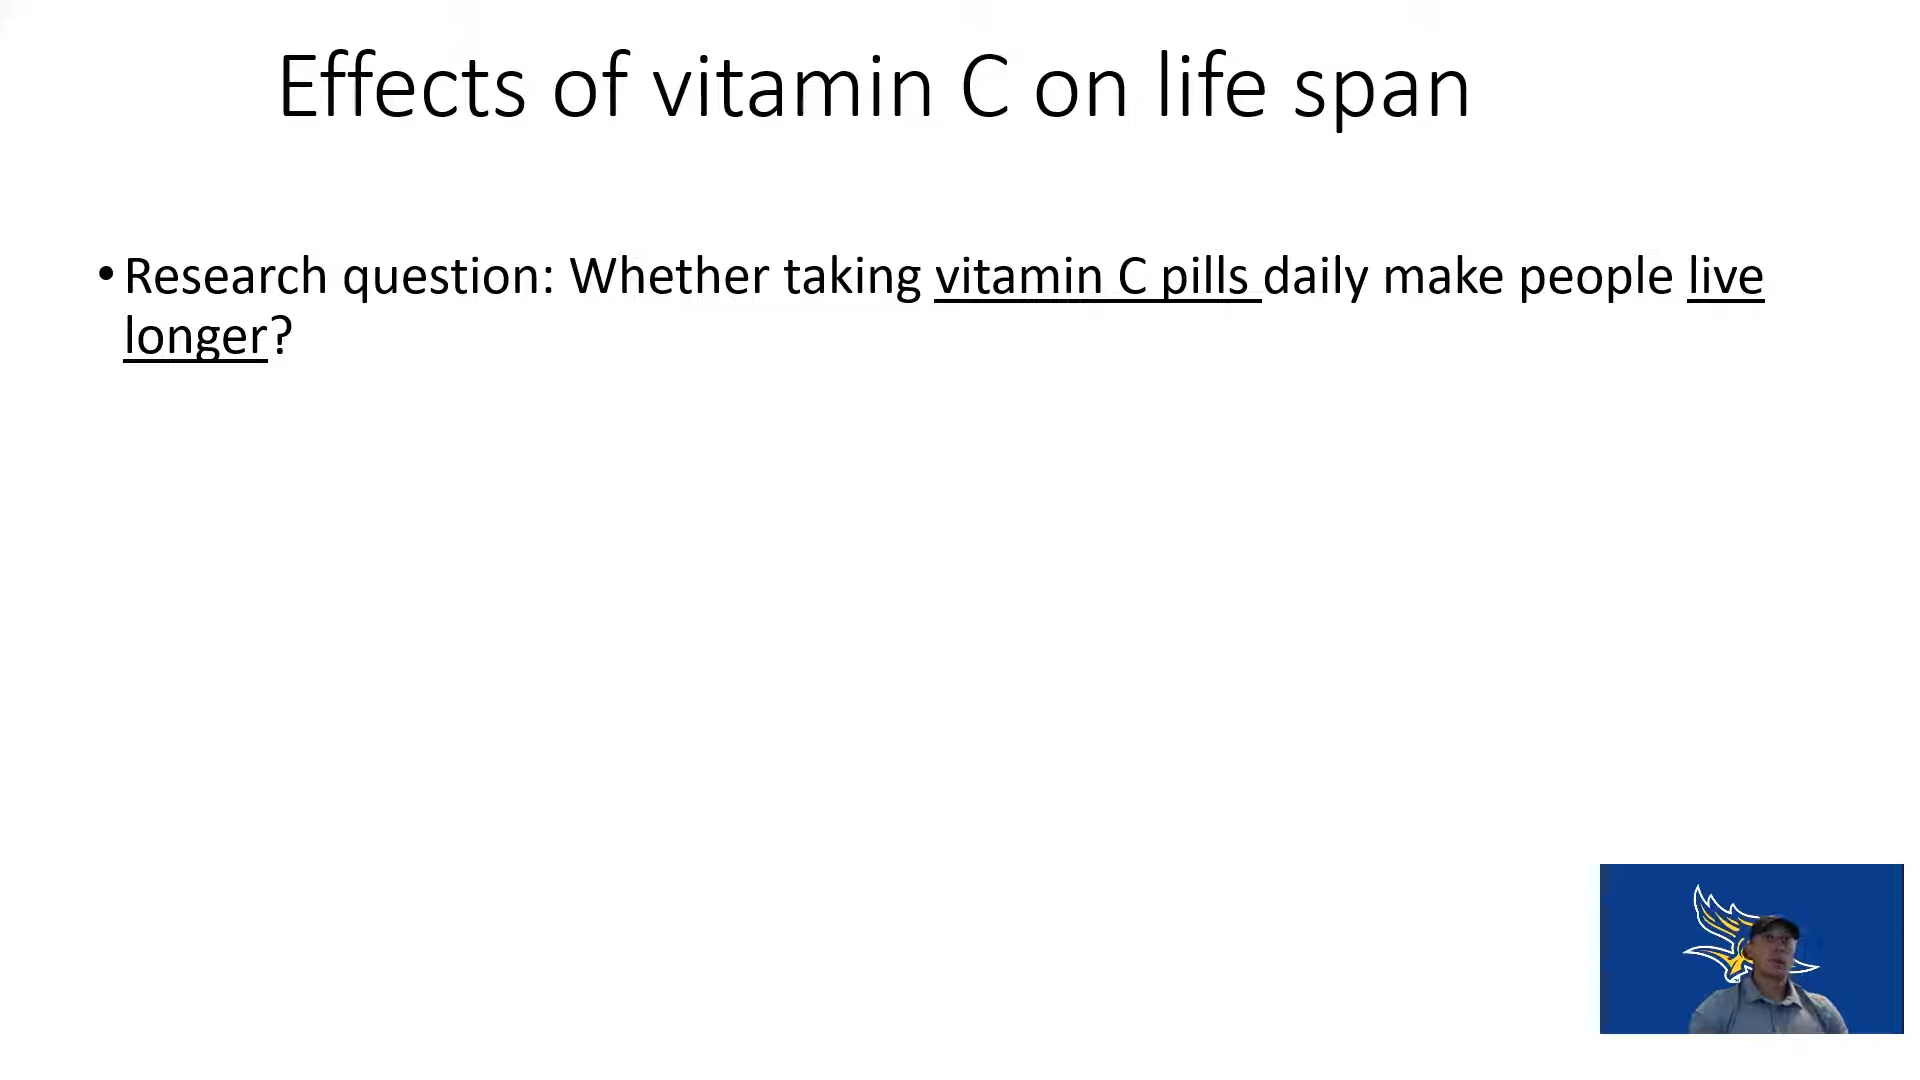 Effects of vitamin C on life span
• Research question: Whether taking vitamin C pills daily make people live
longer?